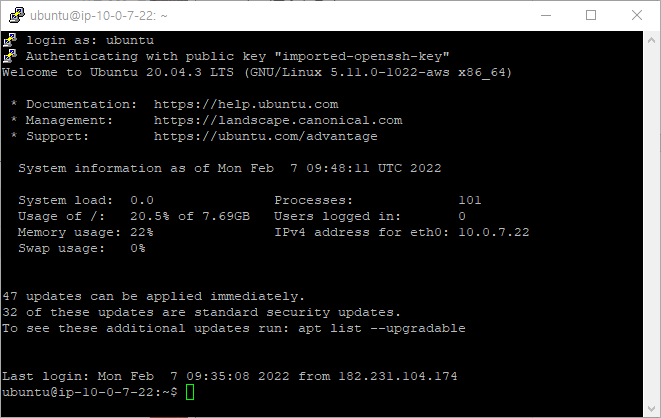 ubuntu@ip-10-0-7-22: ~
login as: ubuntu
Authenticating with public key "imported-openssh-key"
Welcome to Ubuntu 20.04.3 LTS (GNU/Linux 5.11.0-1022-aws x86_64)
* Documentation:  https://help.ubuntu.com
* Management:     https://landscape.canonical.com
* Support:        https://ubuntu.com/advantage
System information as of Mon Feb  7 09:48:11 UTC 2022
System load:  0.0               Processes:             101
Usage of /:   20.5% of 7.69GB   Users logged in:       0
Memory usage: 22%               IPv4 address for eth0: 10.0.7.22
Swap usage:   0%
47 updates can be applied immediately.
32 of these updates are standard security updates.
To see these additional updates run: apt list --upgradable
Last login: Mon Feb  7 09:35:08 2022 from 182.231.104.174
ubuntu@ip-10-0-7-22:~$